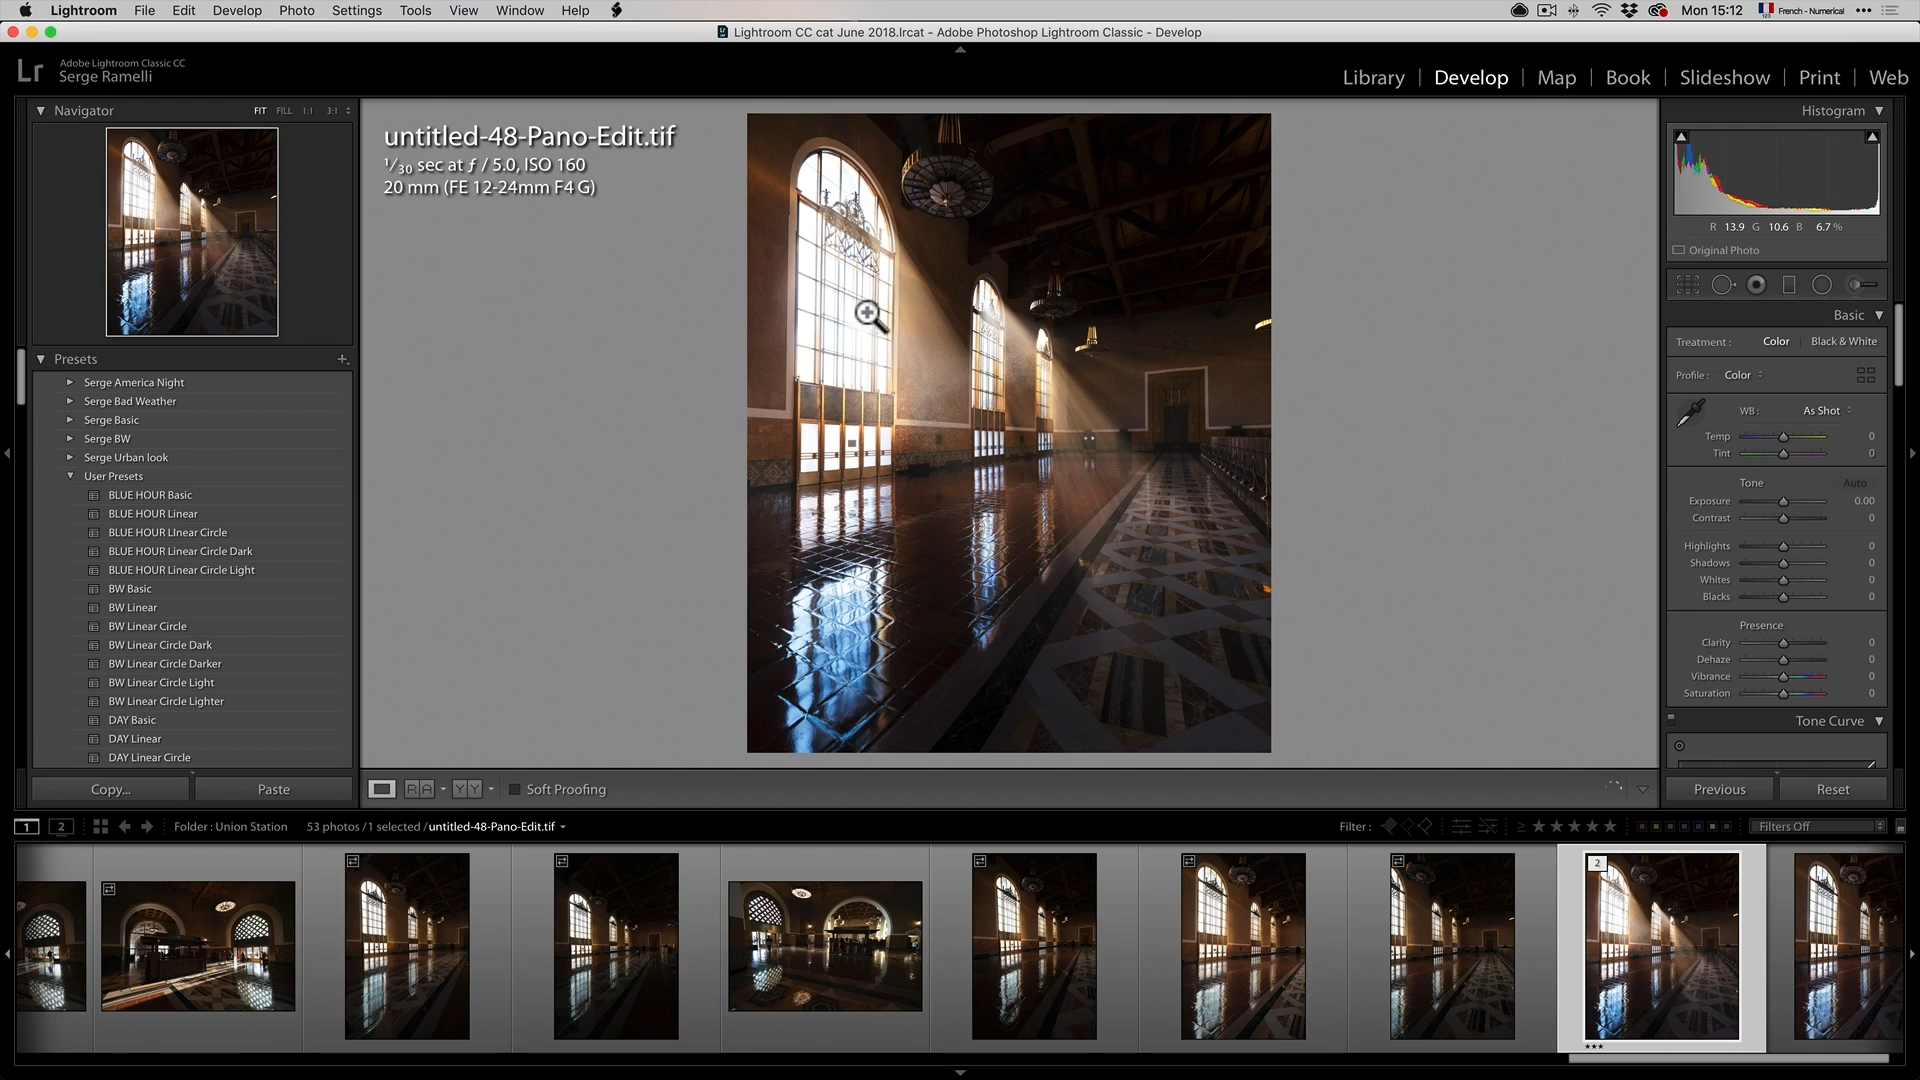 Lightroom File Edit Develop Photo Settings Tools View Window Help
Mon 15:12 French - Numerical
Lightroom CC cat June 2018.lrcat - Adobe Photoshop Lightroom Classic - Develop
Lr
Adobe Lightroom Classic CC
Serge Ramelli
Library | Develop | Map | Book | Slideshow | Print | Web
Navigator FIT FILL 1:1 3:1
Presets +
Serge America Night
Serge Bad Weather
Serge Basic
Serge BW
Serge Urban look
User Presets
BLUE HOUR Basic
BLUE HOUR Linear
BLUE HOUR LInear Circle
BLUE HOUR LInear Circle Dark
BLUE HOUR Linear Circle Light
BW Basic
BW Linear
BW Linear Circle
BW Linear Circle Dark
BW Linear Circle Darker
BW Linear Circle Light
BW Linear Circle Lighter
DAY Basic
DAY Linear
DAY Linear Circle
Copy... Paste
untitled-48-Pano-Edit.tif
1/30 sec at ƒ / 5.0, ISO 160
20 mm (FE 12-24mm F4 G)
R A Y Y Soft Proofing
Histogram
R 13.9 G 10.6 B 6.7 %
Original Photo
Basic
Treatment : Color | Black & White
Profile : Color
WB : As Shot
Temp 0
Tint 0
Tone Auto
Exposure 0.00
Contrast 0
Highlights 0
Shadows 0
Whites 0
Blacks 0
Presence
Clarity 0
Dehaze 0
Vibrance 0
Saturation 0
Tone Curve
Previous Reset
1 2 Folder : Union Station 53 photos /1 selected /untitled-48-Pano-Edit.tif
Filter : ≥ ★★★★★ Filters Off
2
★★★